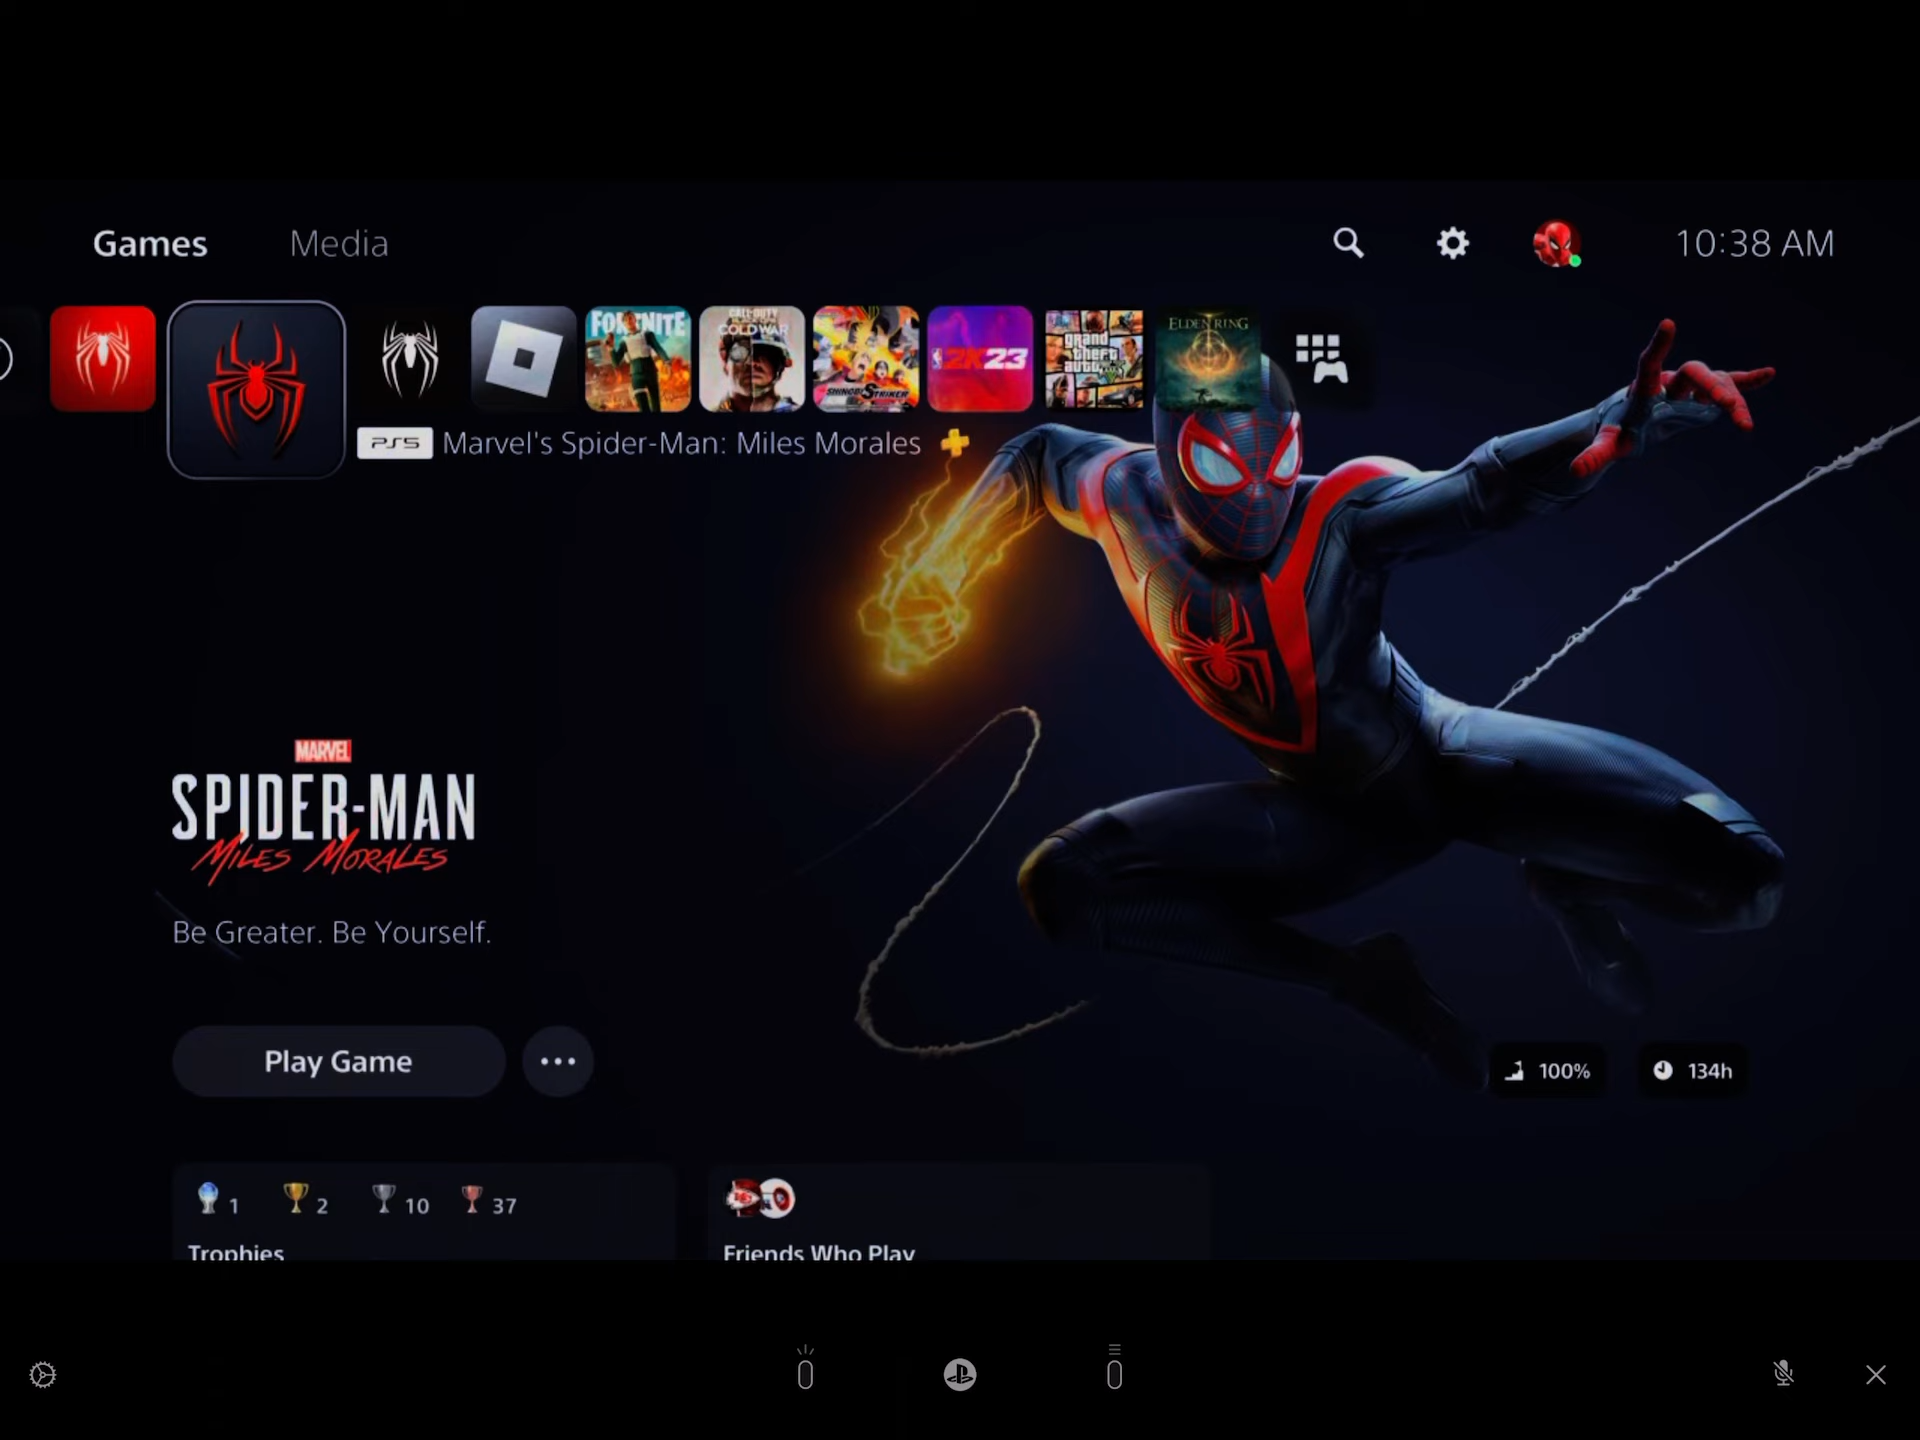 Games Media 10:38 AM
FORTNITE
CALL OF DUTY
COLD WAR
SHINOBI STRIKER
2K23
grand
theft
auto
ELDEN RING
PS5 Marvel's Spider-Man: Miles Morales
MARVEL
SPIDER-MAN
MILES MORALES
Be Greater. Be Yourself.
Play Game ...
100% 134h
1 2 10 37
Trophies
Friends Who Play